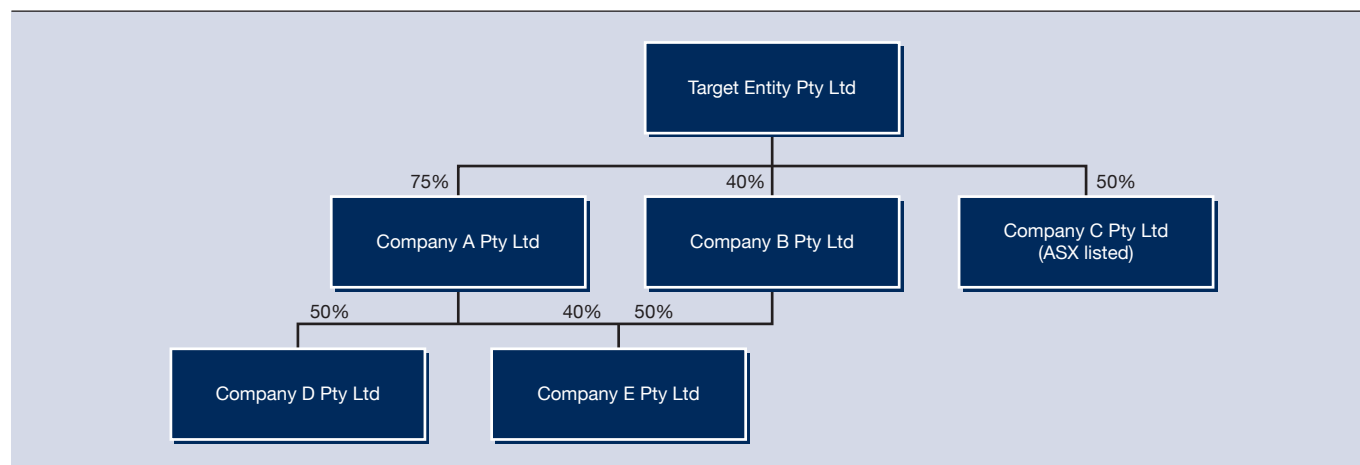 Target Entity Pty Ltd
75%
40%
50%
Company A Pty Ltd
Company B Pty Ltd
Company C Pty Ltd
(ASX listed)
50%
40%
50%
Company D Pty Ltd
Company E Pty Ltd